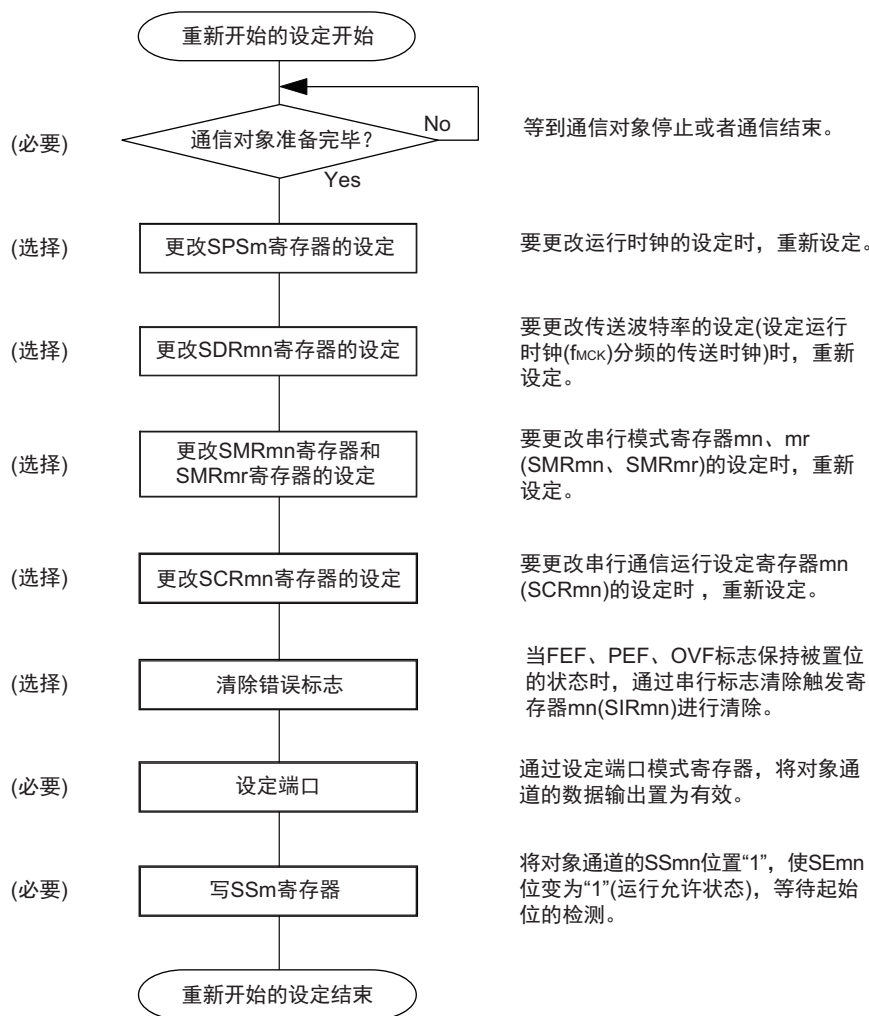 重新开始的设定开始
(必要)
通信对象准备完毕？
No
Yes
等到通信对象停止或者通信结束。
(选择)
更改SPSm寄存器的设定
要更改运行时钟的设定时，重新设定。
(选择)
更改SDRmn寄存器的设定
要更改传送波特率的设定(设定运行
时钟(fMCK)分频的传送时钟)时，重新
设定。
(选择)
更改SMRmn寄存器和
SMRmr寄存器的设定
要更改串行模式寄存器mn、mr
(SMRmn、SMRmr)的设定时，重新
设定。
(选择)
更改SCRmn寄存器的设定
要更改串行通信运行设定寄存器mn
(SCRmn)的设定时，重新设定。
(选择)
清除错误标志
当FEF、PEF、OVF标志保持被置位
的状态时，通过串行标志清除触发寄
存器mn(SIRmn)进行清除。
(必要)
设定端口
通过设定端口模式寄存器，将对象通
道的数据输出置为有效。
(必要)
写SSm寄存器
将对象通道的SSmn位置“1”，使SEmn
位变为“1”(运行允许状态)，等待起始
位的检测。
重新开始的设定结束